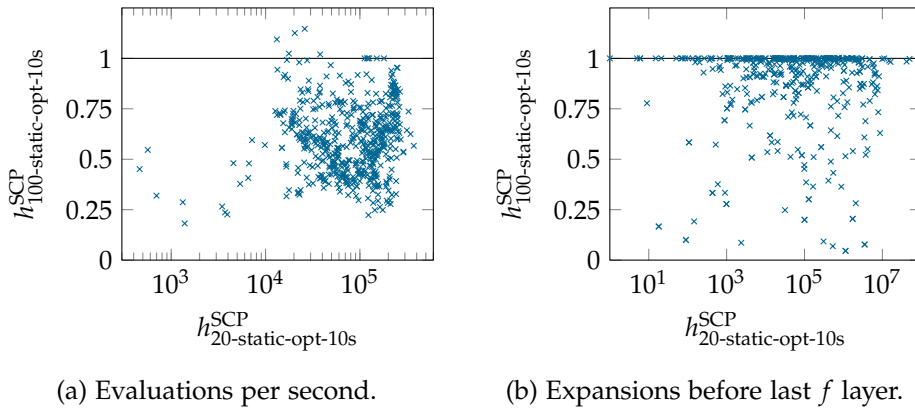 1
0.75
0.5
0.25
0
h^SCP_100-static-opt-10s
10^3
10^4
10^5
h^SCP_20-static-opt-10s
(a) Evaluations per second.
1
0.75
0.5
0.25
0
h^SCP_100-static-opt-10s
10^1
10^3
10^5
10^7
h^SCP_20-static-opt-10s
(b) Expansions before last f layer.